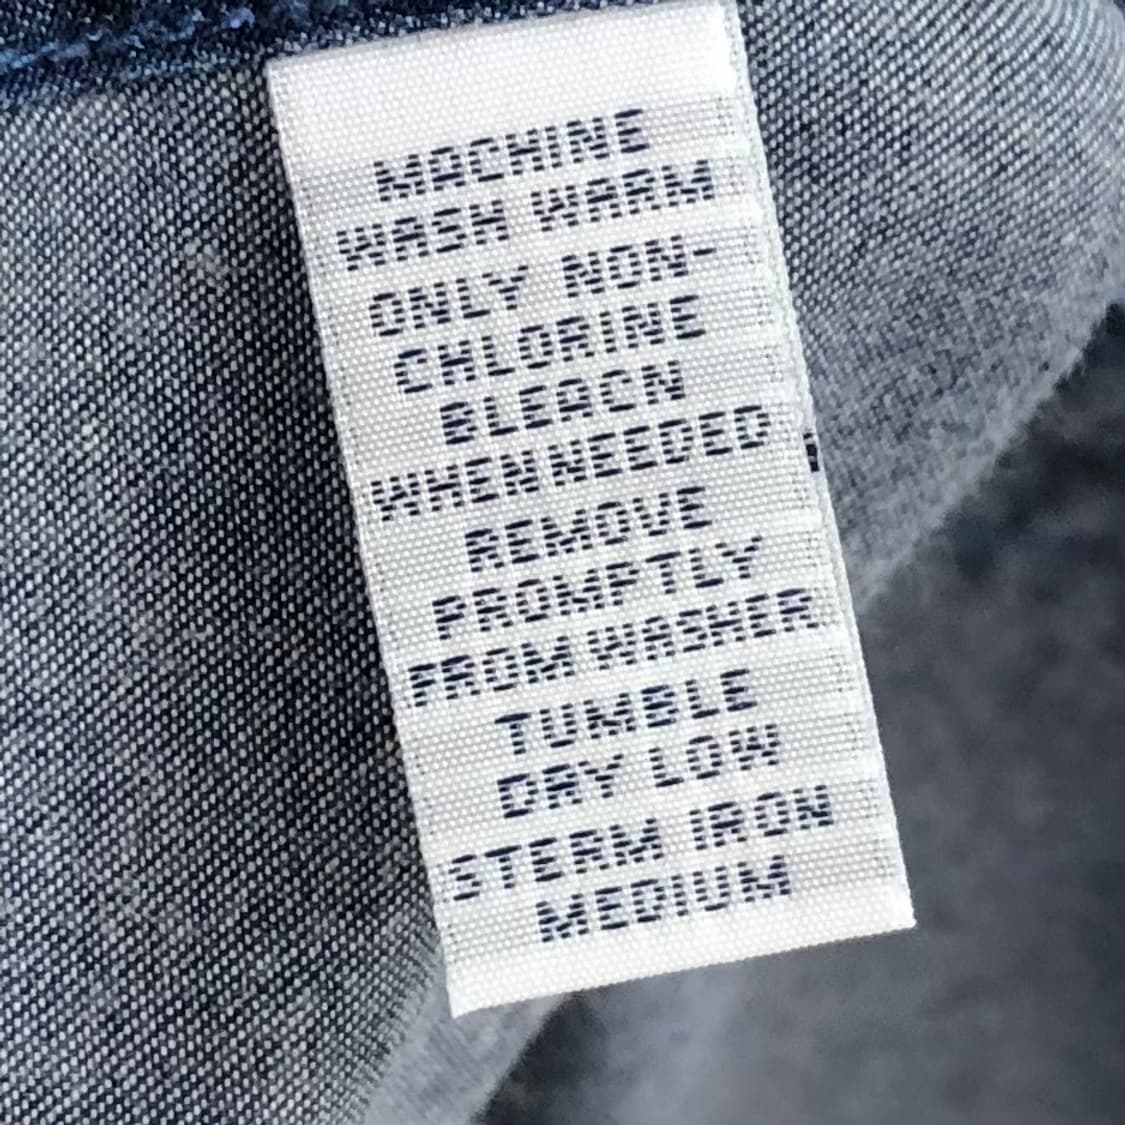 MACHINE
WASH WARM
ONLY NON-
CHLORINE
BLEACN
WHEN NEEDED
REMOVE
PROMPTLY
FROM WASHER
TUMBLE
DRY LOW
STERM IRON
MEDIUM